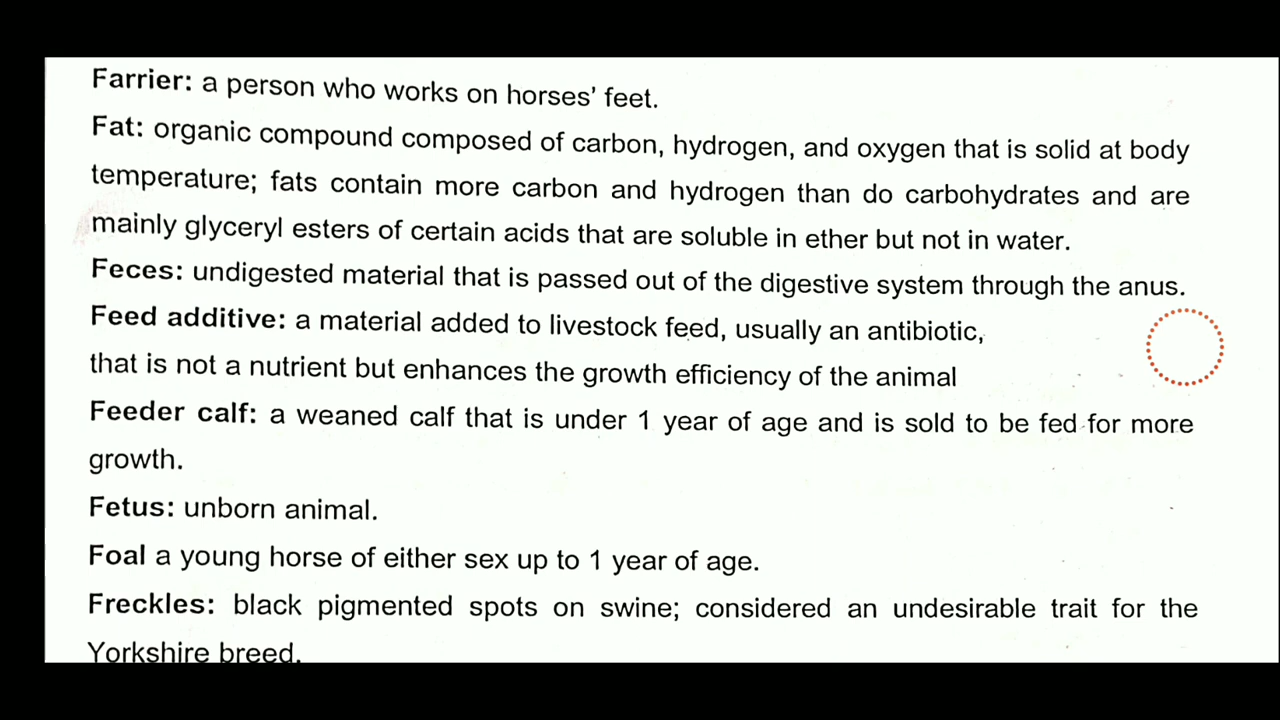 Farrier: a person who works on horses' feet.
Fat: organic compound composed of carbon, hydrogen, and oxygen that is solid at body
temperature; fats contain more carbon and hydrogen than do carbohydrates and are
mainly glyceryl esters of certain acids that are soluble in ether but not in water.
Feces: undigested material that is passed out of the digestive system through the anus.
Feed additive: a material added to livestock feed, usually an antibiotic,
that is not a nutrient but enhances the growth efficiency of the animal
Feeder calf: a weaned calf that is under 1 year of age and is sold to be fed for more
growth.
Fetus: unborn animal.
Foal a young horse of either sex up to 1 year of age.
Freckles: black pigmented spots on swine; considered an undesirable trait for the
Yorkshire breed.